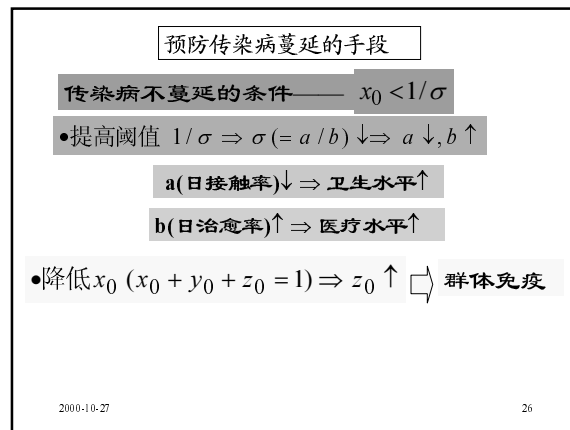 预防传染病蔓延的手段
传染病不蔓延的条件—— x₀ < 1/σ
•提高阈值 1/σ ⇒ σ(= a / b) ↓⇒ a ↓, b ↑
a(日接触率)↓ ⇒ 卫生水平↑
b(日治愈率)↑ ⇒ 医疗水平↑
•降低 x₀ (x₀ + y₀ + z₀ = 1) ⇒ z₀ ↑ ⇨ 群体免疫
2000-10-27 26